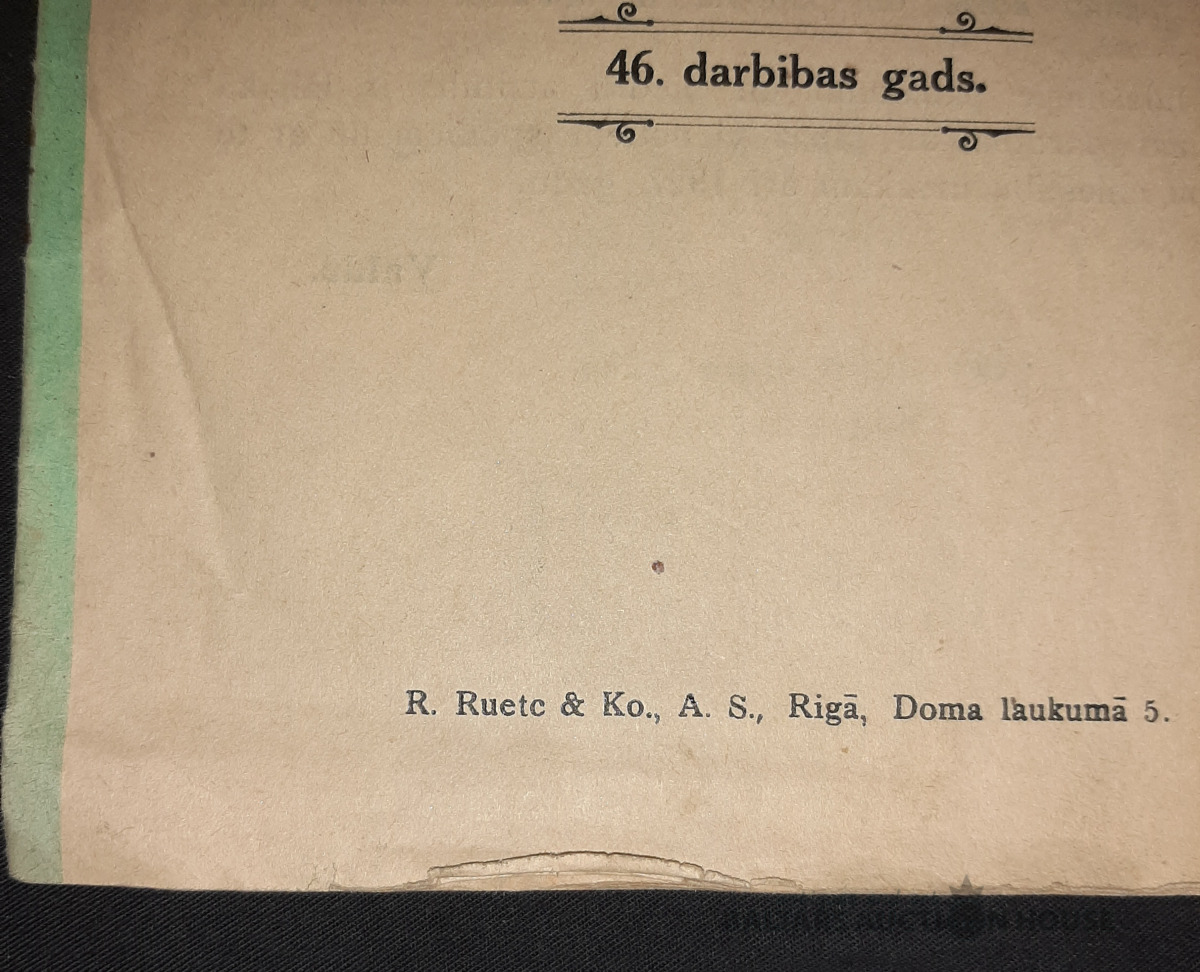 46. darbibas gads.
R. Ruetc & Ko., A. S., Rigā, Doma laukumā 5.